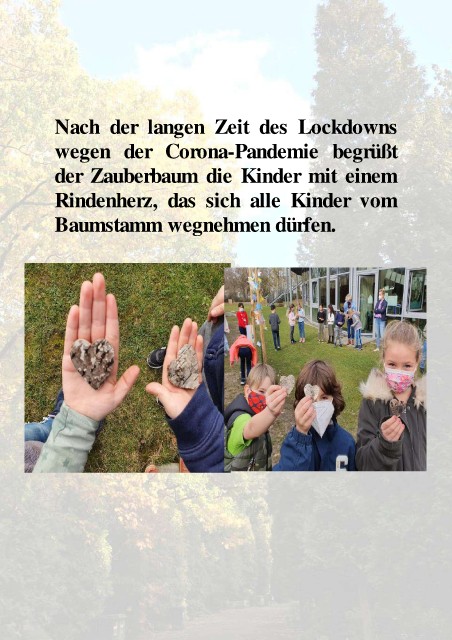 Nach der langen Zeit des Lockdowns
wegen der Corona-Pandemie begrüßt
der Zauberbaum die Kinder mit einem
Rindenherz, das sich alle Kinder vom
Baumstamm wegnehmen dürfen.